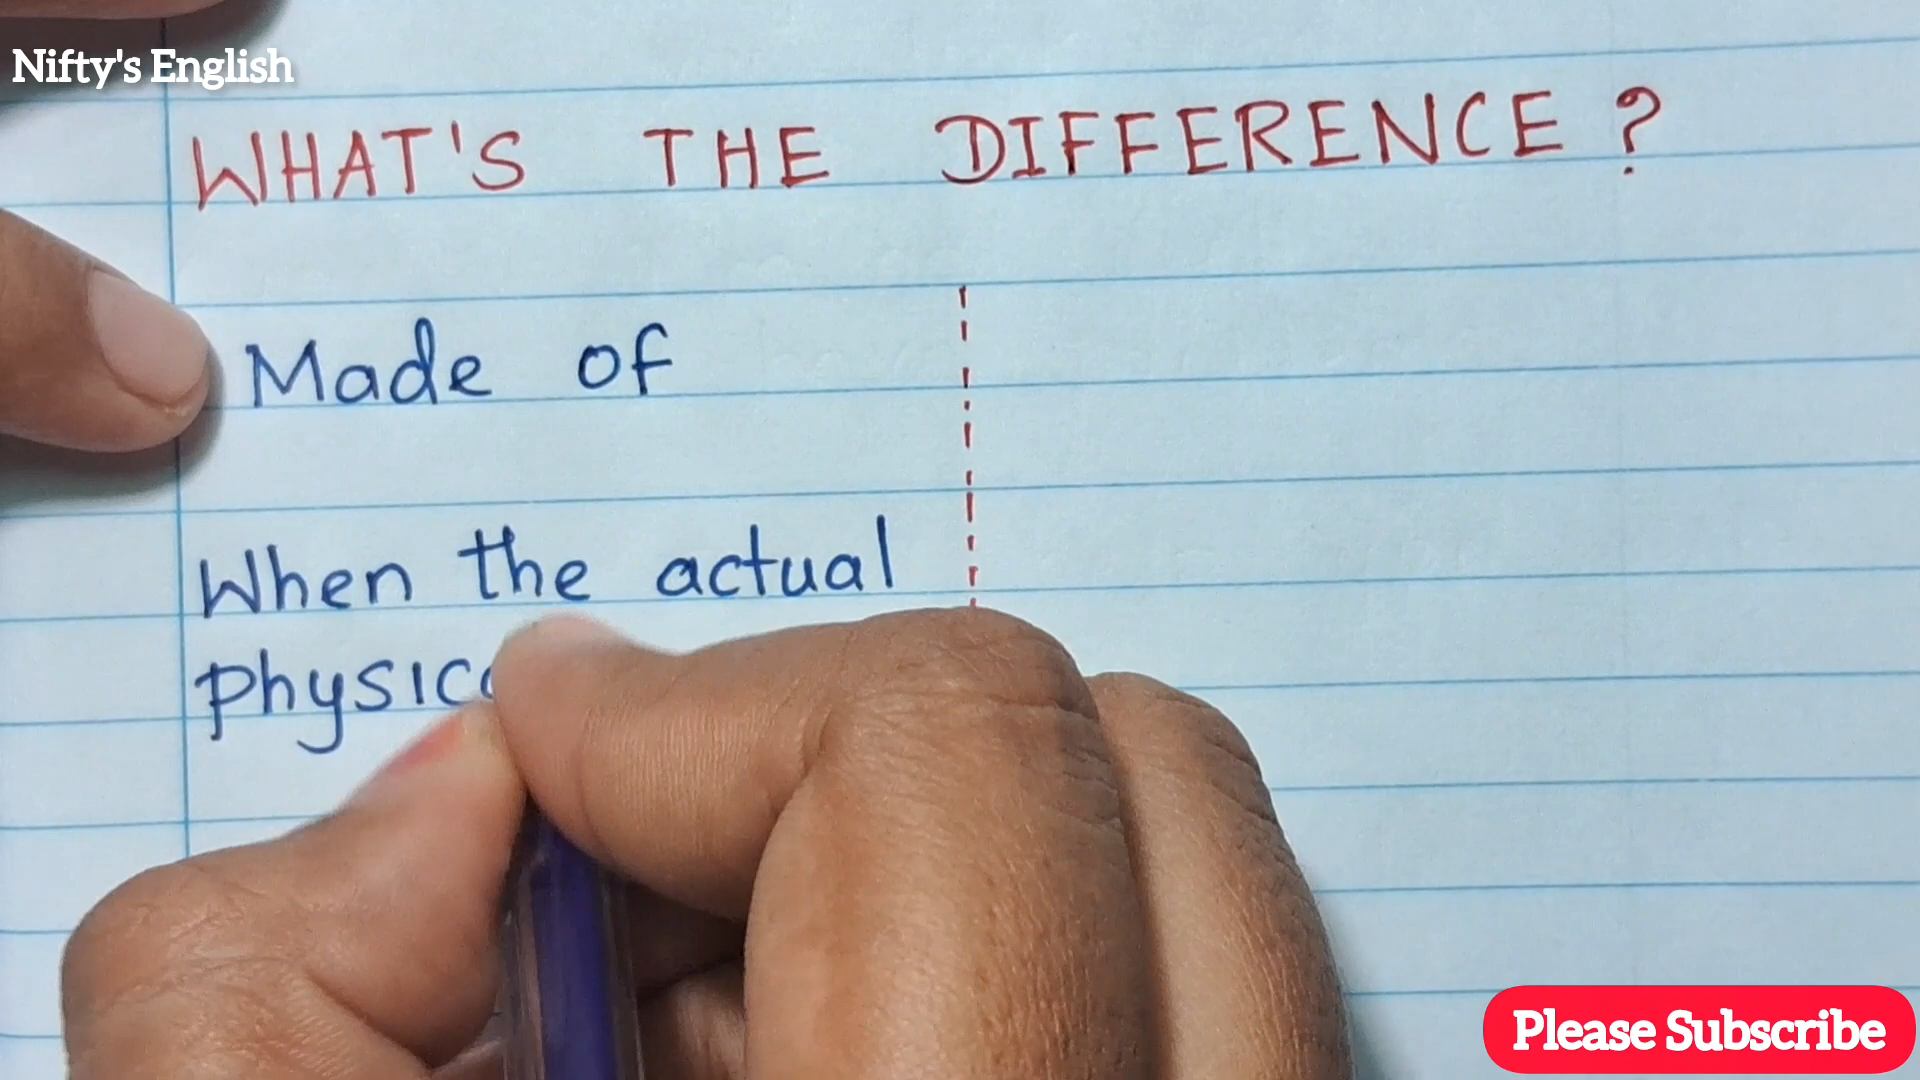 Nifty's English
WHAT'S THE DIFFERENCE ?
Made of
When the actual
Please Subscribe